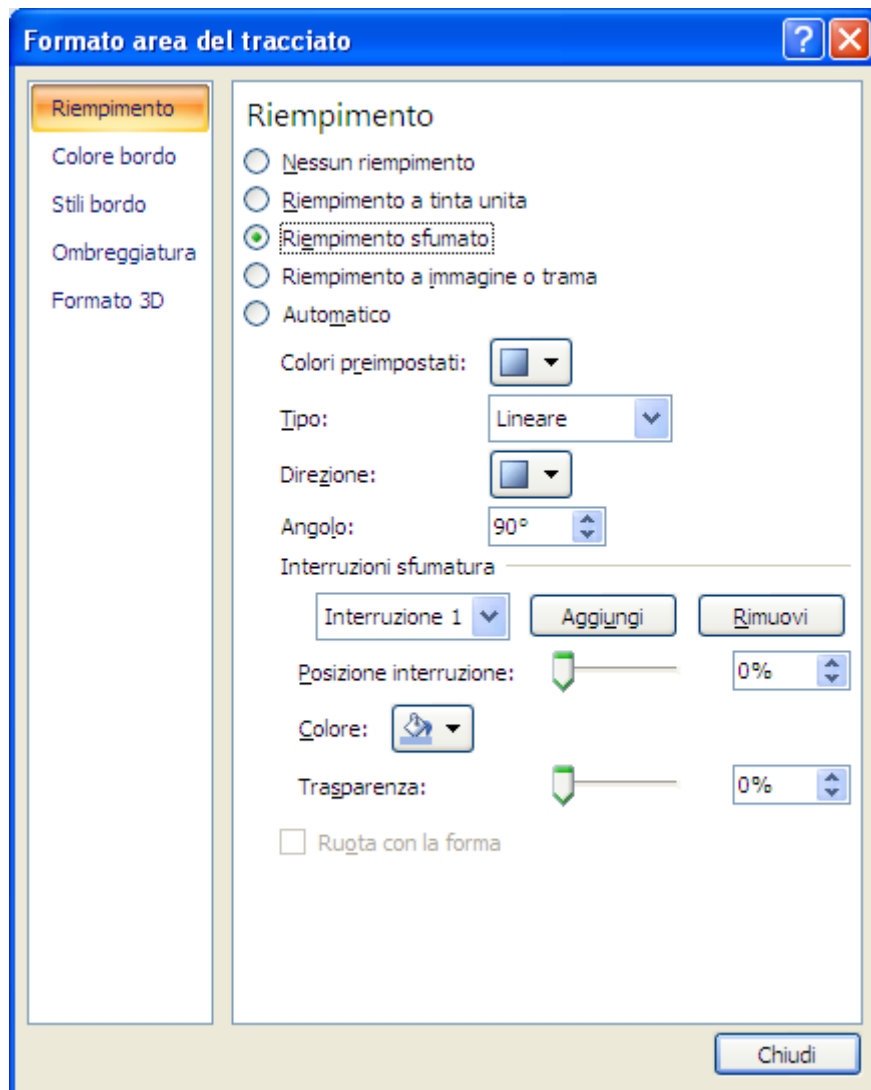 Formato area del tracciato
Riempimento
Colore bordo
Stili bordo
Ombreggiatura
Formato 3D
Riempimento
Nessun riempimento
Riempimento a tinta unita
Riempimento sfumato
Riempimento a immagine o trama
Automatico
Colori preimpostati:
Tipo: Lineare
Direzione:
Angolo: 90°
Interruzioni sfumatura
Interruzione 1 Aggiungi Rimuovi
Posizione interruzione: 0%
Colore:
Trasparenza: 0%
Ruota con la forma
Chiudi